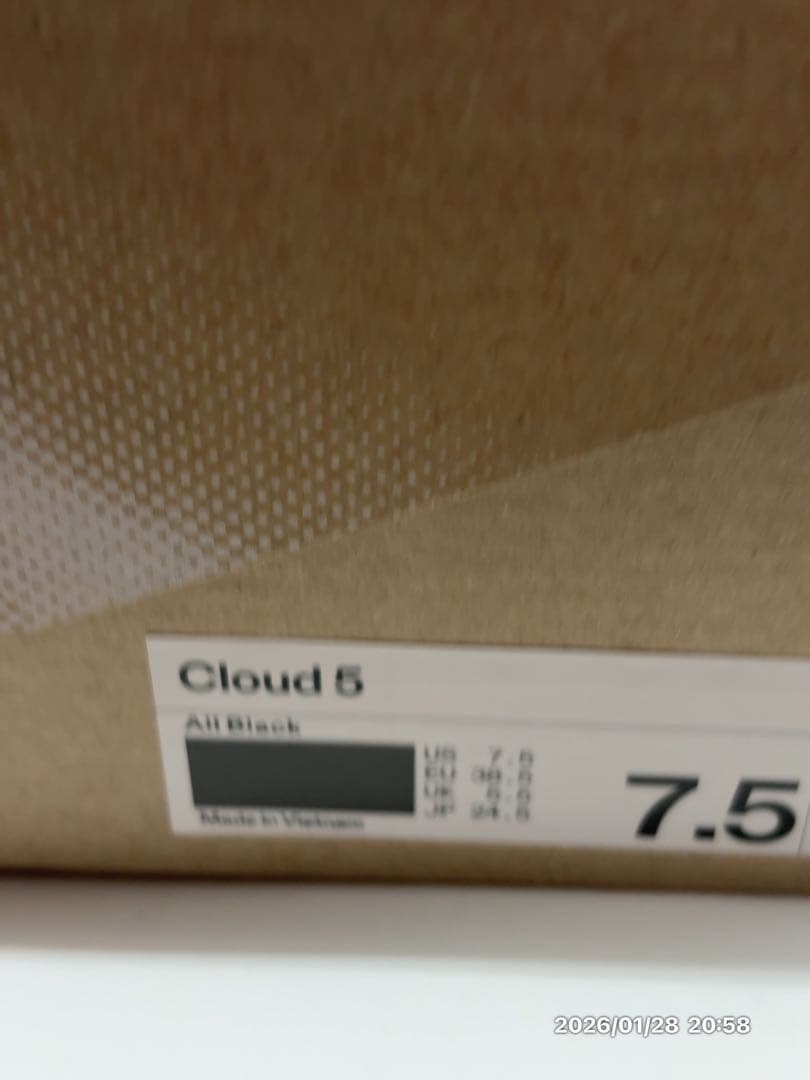 Cloud 5
All Black
US 7.5
EU 38.5
UK 5.5
JP 24.5
7.5
Made in Vietnam
2026/01/28 20:58